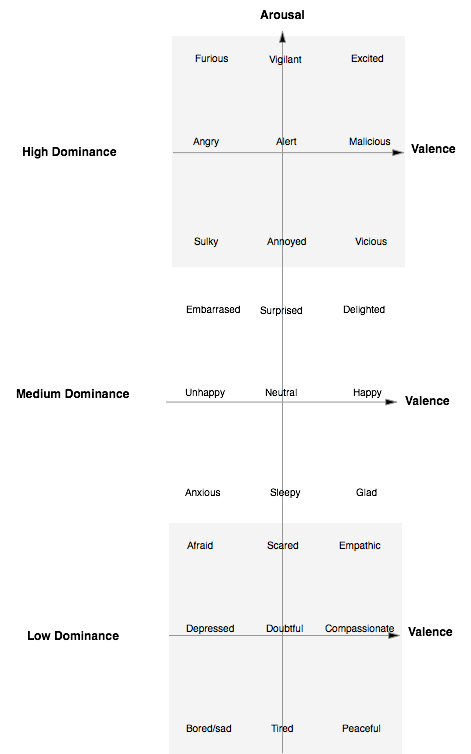 Arousal
Furious Vigilant Excited
Angry Alert Malicious
High Dominance Valence
Sulky Annoyed Vicious
Embarrased Surprised Delighted
Unhappy Neutral Happy
Medium Dominance Valence
Anxious Sleepy Glad
Afraid Scared Empathic
Depressed Doubtful Compassionate
Low Dominance Valence
Bored/sad Tired Peaceful